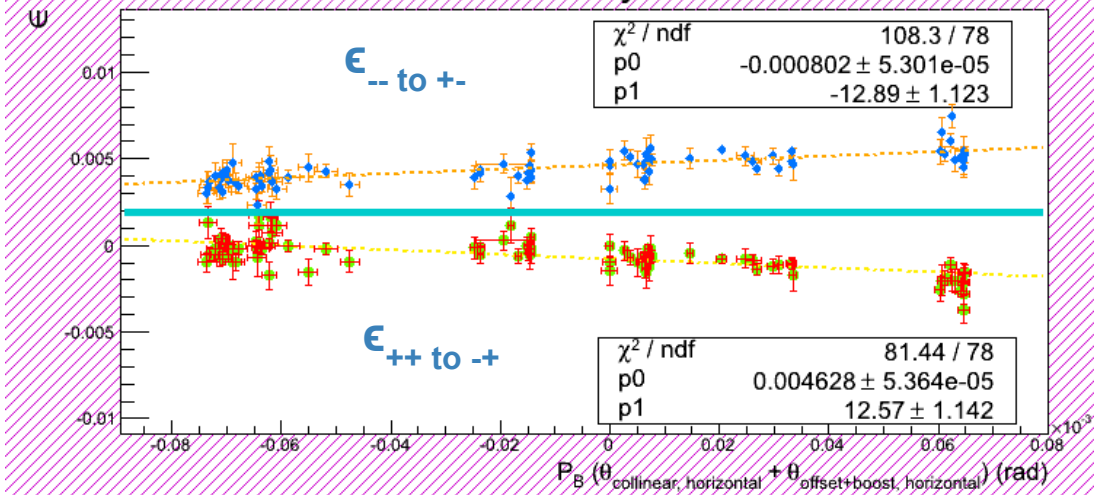 ϵ
χ² / ndf 108.3 / 78
p0 -0.000802 ± 5.301e-05
p1 -12.89 ± 1.123
ϵ -- to +-
0.01
0.005
0
-0.005
-0.01
ϵ ++ to -+
χ² / ndf 81.44 / 78
p0 0.004628 ± 5.364e-05
p1 12.57 ± 1.142
-0.08 -0.06 -0.04 -0.02 0 0.02 0.04 0.06 0.08
P_B (θ_collinear, horizontal + θ_offset+boost, horizontal) (rad)